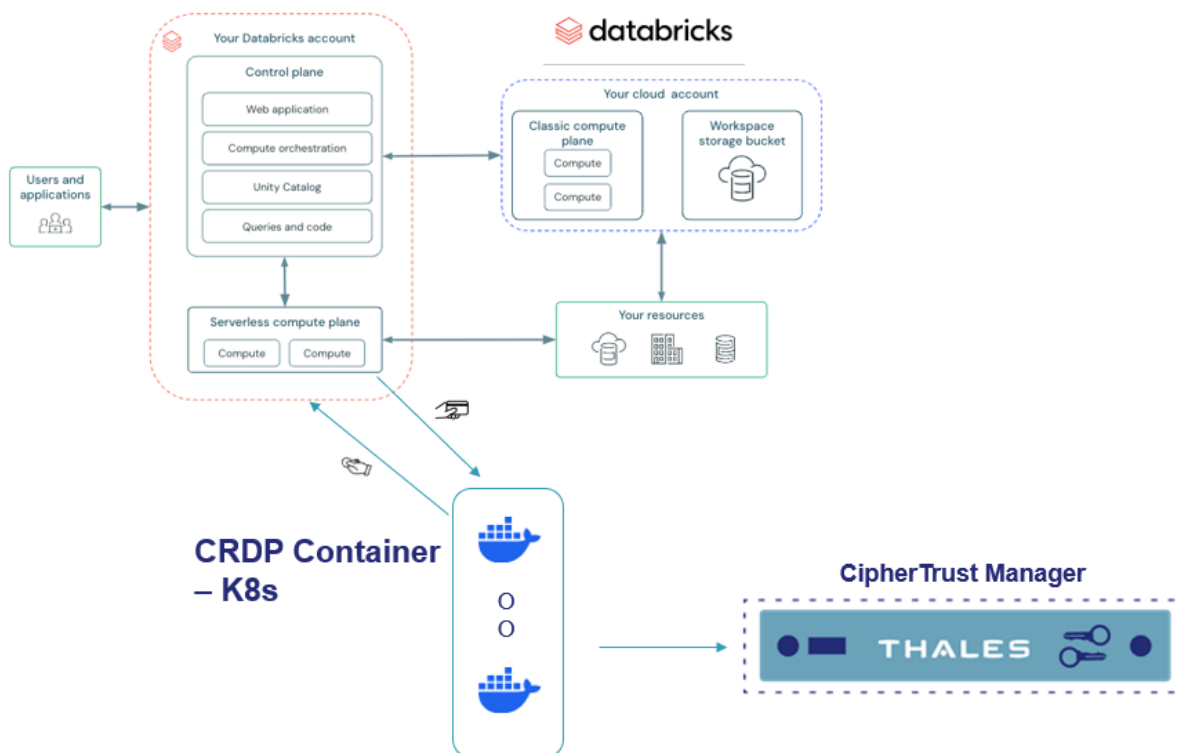 Your Databricks account
databricks
Control plane
Web application
Compute orchestration
Unity Catalog
Queries and code
Your cloud account
Classic compute
plane
Compute
Compute
Workspace
storage bucket
Users and
applications
Serverless compute plane
Compute
Compute
Your resources
CRDP Container
– K8s
O
O
CipherTrust Manager
THALES